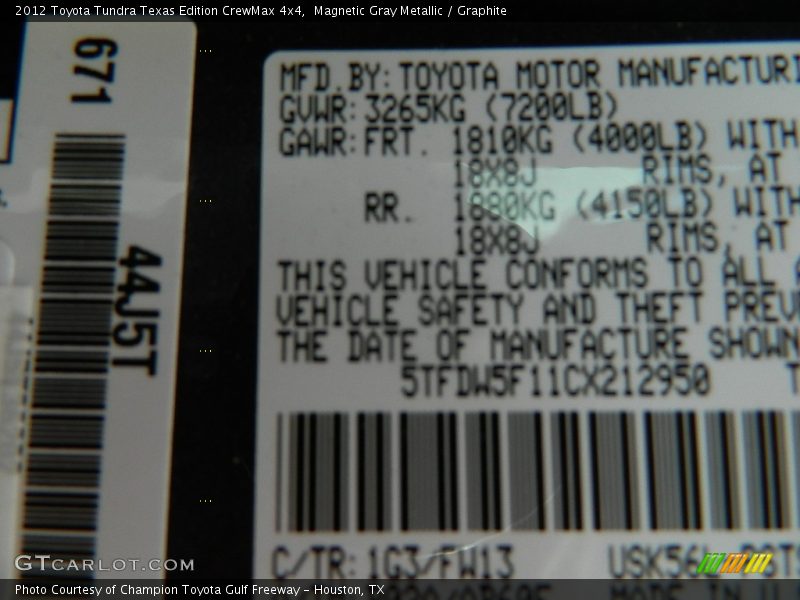 2012 Toyota Tundra Texas Edition CrewMax 4x4, Magnetic Gray Metallic / Graphite
671
44J5T
MFD.BY:TOYOTA MOTOR MANUFACTURI
GVWR:3265KG (7200LB)
GAWR:FRT. 1810KG (4000LB) WITH
18X8J RIMS, AT
RR. 1880KG (4150LB) WITH
18X8J RIMS, AT
THIS VEHICLE CONFORMS TO ALL
VEHICLE SAFETY AND THEFT PREV
THE DATE OF MANUFACTURE SHOWN
5TFDW5F11CX212950
C/TR:1G3/FW13
GTCARLOT.COM
Photo Courtesy of Champion Toyota Gulf Freeway - Houston, TX